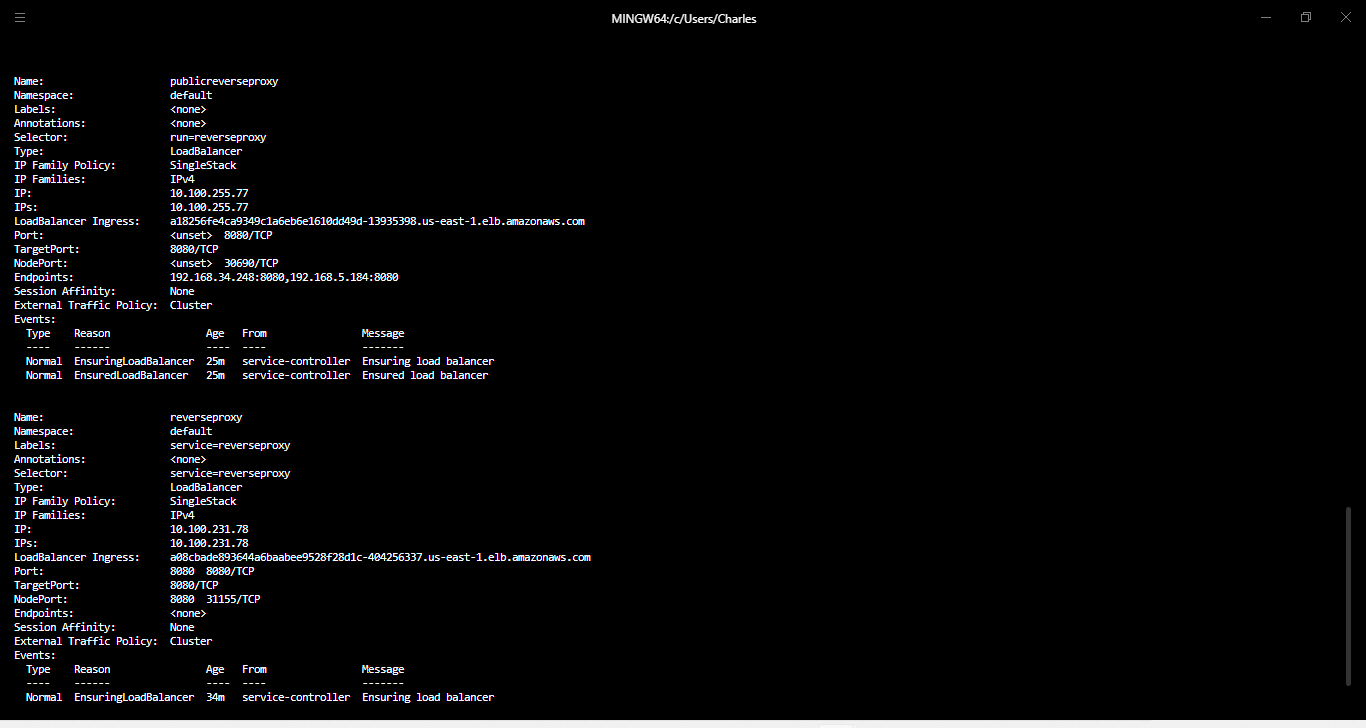 MINGW64:/c/Users/Charles
Name: publicreverseproxy
Namespace: default
Labels: <none>
Annotations: <none>
Selector: run=reverseproxy
Type: LoadBalancer
IP Family Policy: SingleStack
IP Families: IPv4
IP: 10.100.255.77
IPs: 10.100.255.77
LoadBalancer Ingress: a18256fe4ca9349c1a6eb6e1610dd49d-13935398.us-east-1.elb.amazonaws.com
Port: <unset> 8080/TCP
TargetPort: 8080/TCP
NodePort: <unset> 30690/TCP
Endpoints: 192.168.34.248:8080,192.168.5.184:8080
Session Affinity: None
External Traffic Policy: Cluster
Events:
Type Reason Age From Message
---- ------ ---- ---- -------
Normal EnsuringLoadBalancer 25m service-controller Ensuring load balancer
Normal EnsuredLoadBalancer 25m service-controller Ensured load balancer
Name: reverseproxy
Namespace: default
Labels: service=reverseproxy
Annotations: <none>
Selector: service=reverseproxy
Type: LoadBalancer
IP Family Policy: SingleStack
IP Families: IPv4
IP: 10.100.231.78
IPs: 10.100.231.78
LoadBalancer Ingress: a08cbade893644a6baabee9528f28d1c-404256337.us-east-1.elb.amazonaws.com
Port: 8080 8080/TCP
TargetPort: 8080/TCP
NodePort: 8080 31155/TCP
Endpoints: <none>
Session Affinity: None
External Traffic Policy: Cluster
Events:
Type Reason Age From Message
---- ------ ---- ---- -------
Normal EnsuringLoadBalancer 34m service-controller Ensuring load balancer